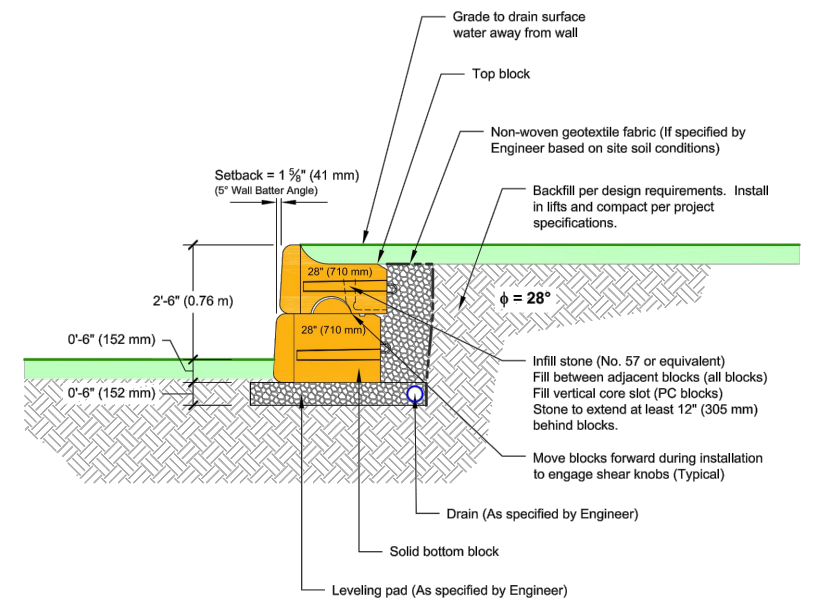 Grade to drain surface
water away from wall
Top block
Non-woven geotextile fabric (If specified by
Engineer based on site soil conditions)
Setback = 1 ⅝" (41 mm)
(5° Wall Batter Angle)
Backfill per design requirements. Install
in lifts and compact per project
specifications.
28" (710 mm)
2'-6" (0.76 m)
ϕ = 28°
28" (710 mm)
0'-6" (152 mm)
Infill stone (No. 57 or equivalent)
Fill between adjacent blocks (all blocks)
Fill vertical core slot (PC blocks)
Stone to extend at least 12" (305 mm)
behind blocks.
0'-6" (152 mm)
Move blocks forward during installation
to engage shear knobs (Typical)
Drain (As specified by Engineer)
Solid bottom block
Leveling pad (As specified by Engineer)